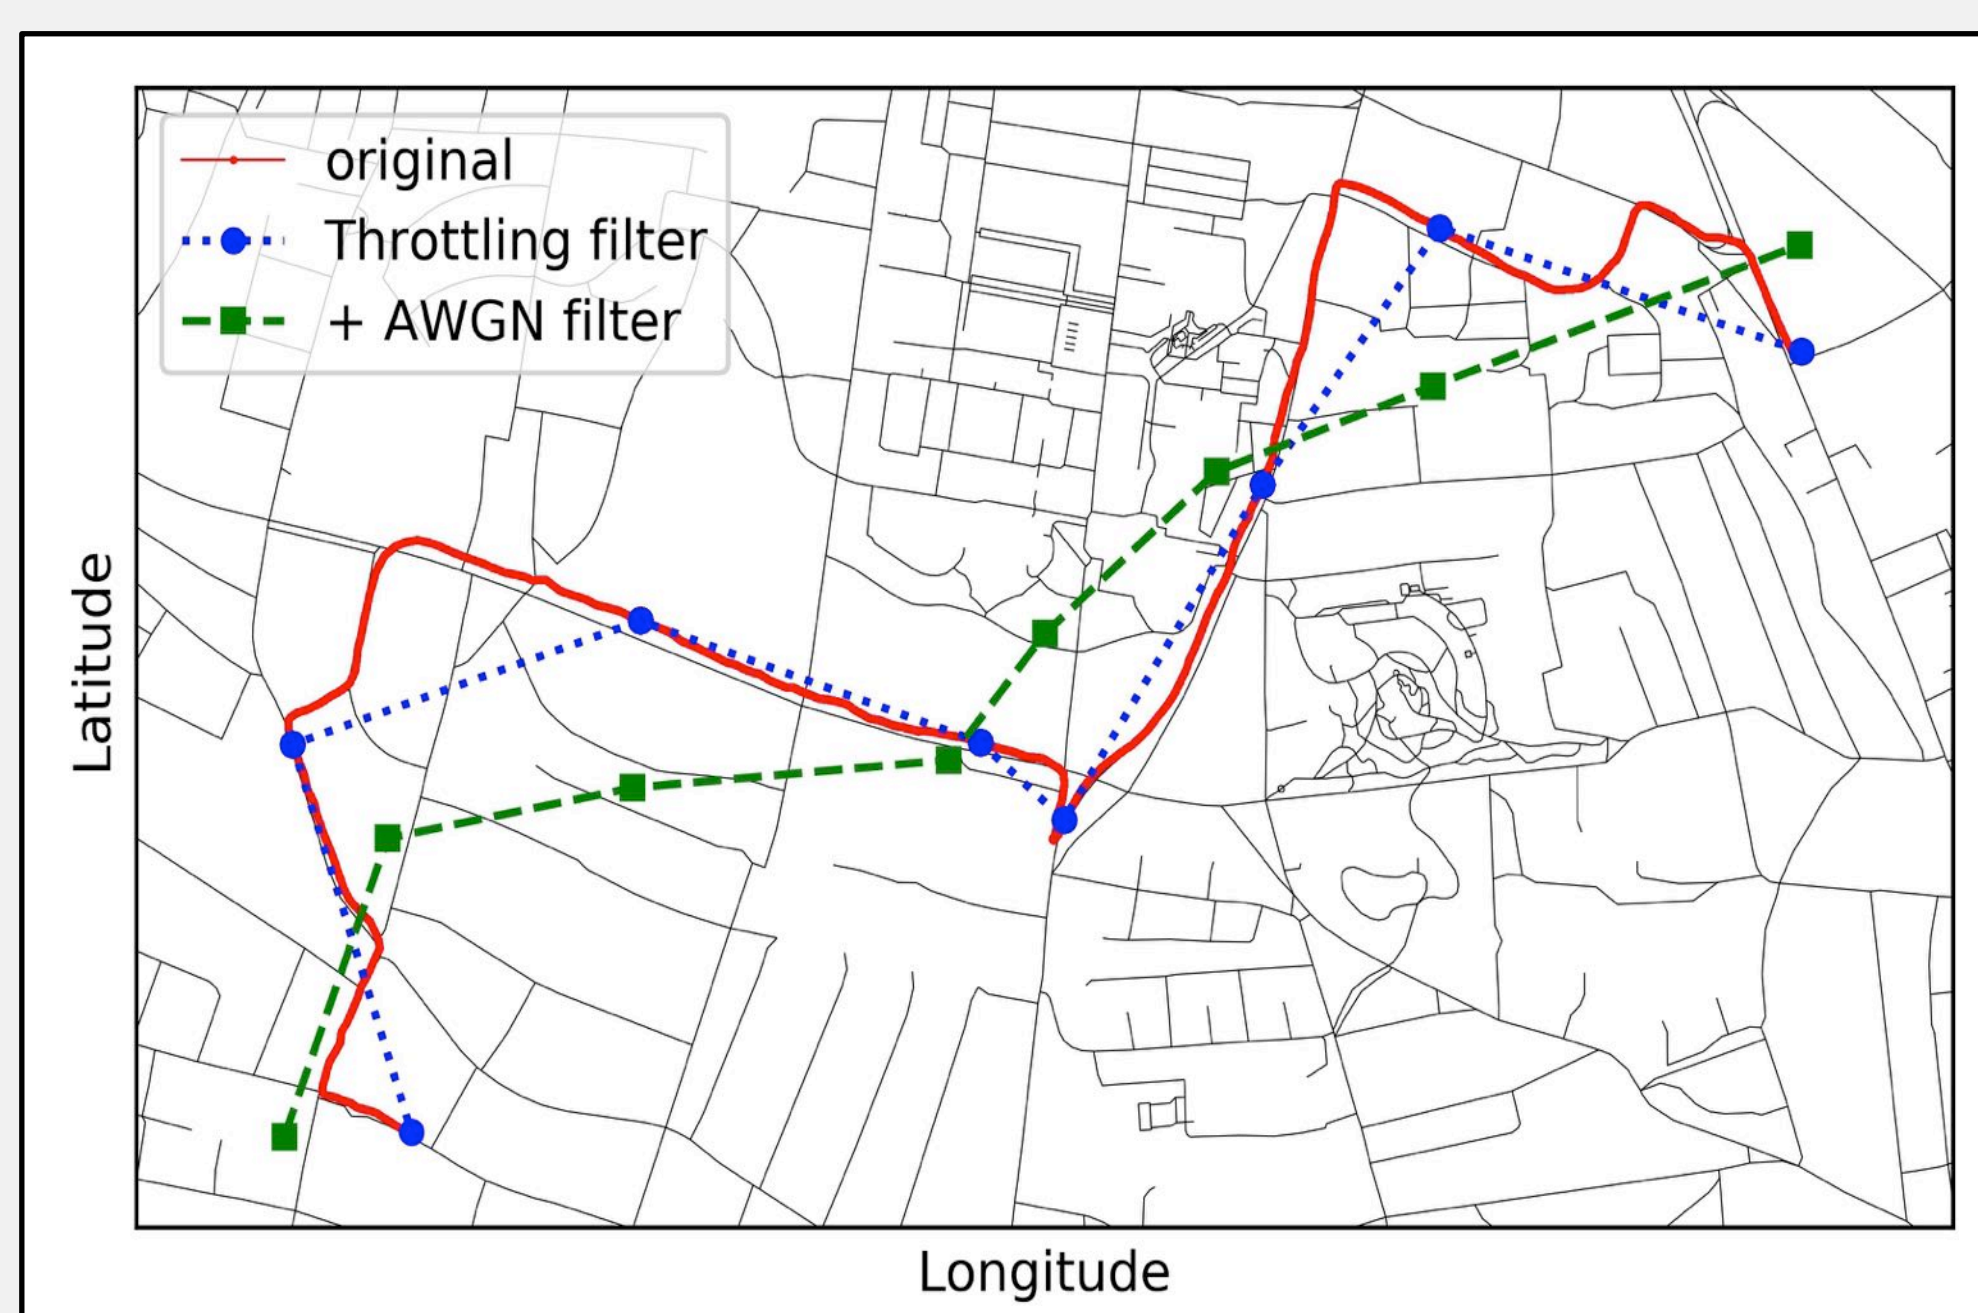 original
Throttling filter
+ AWGN filter
Latitude
Longitude